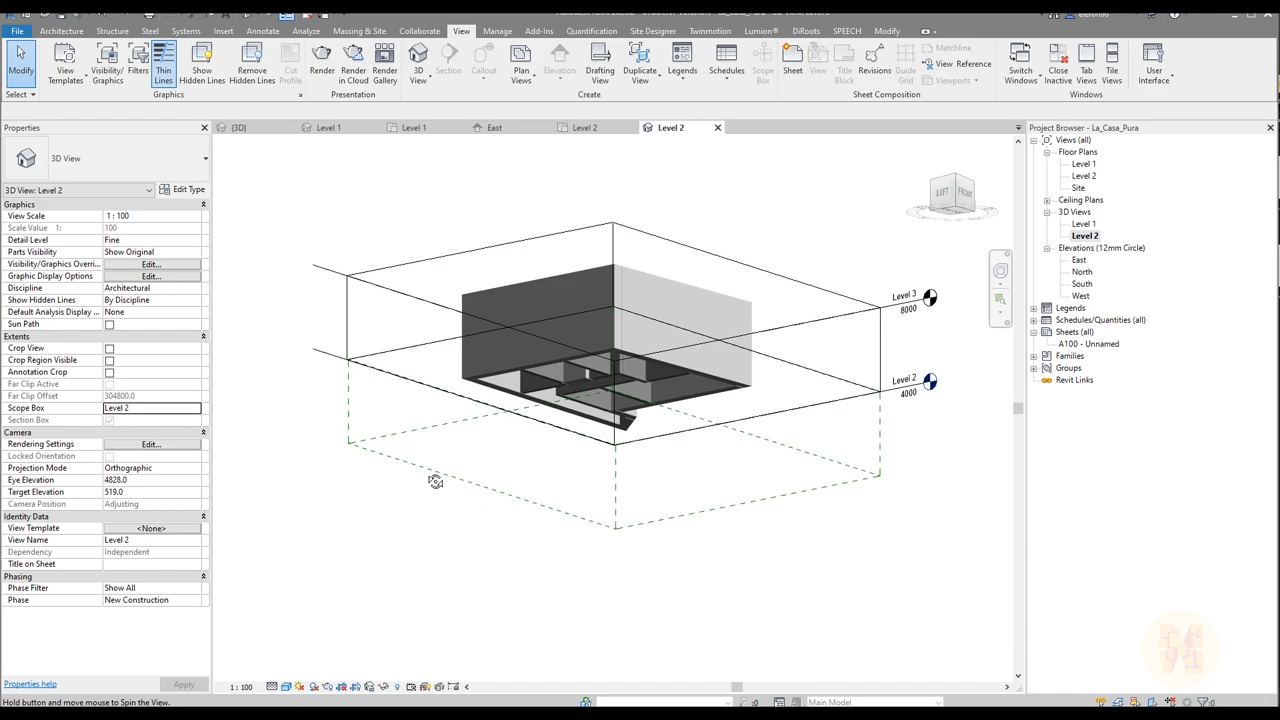 File Architecture Structure Steel Systems Insert Annotate Analyze Massing & Site Collaborate View Manage Add-Ins Quantification Site Designer Twinmotion Lumion® DiRoots SPEECH Modify
Modify
View Templates
Visibility/ Graphics
Filters
Thin Lines
Show Hidden Lines
Remove Hidden Lines
Cut Profile
Render
Render in Cloud
Render Gallery
3D View
Section
Callout
Plan Views
Elevation
Drafting View
Duplicate View
Legends
Schedules
Scope Box
Sheet
View
Revisions
Guide Grid
Matchline
View Reference
Viewports
Switch Windows
Close Inactive
Tab Views
Tile Views
User Interface
Select
Graphics
Presentation
Create
Sheet Composition
Windows
Properties
3D View
3D View: Level 2
Edit Type
Graphics
View Scale 1 : 100
Scale Value 1: 100
Detail Level Fine
Parts Visibility Show Original
Visibility/Graphics Overri... Edit...
Graphic Display Options Edit...
Discipline Architectural
Show Hidden Lines By Discipline
Default Analysis Display ... None
Sun Path
Extents
Crop View
Crop Region Visible
Annotation Crop
Far Clip Active
Far Clip Offset 304800.0
Scope Box Level 2
Section Box
Camera
Rendering Settings Edit...
Locked Orientation
Projection Mode Orthographic
Eye Elevation 4828.0
Target Elevation 519.0
Camera Position Adjusting
Identity Data
View Template <None>
View Name Level 2
Dependency Independent
Title on Sheet
Phasing
Phase Filter Show All
Phase New Construction
Properties help
Apply
{3D}
Level 1
Level 1
East
Level 2
Level 2
LEFT
FRONT
Level 3
8000
Level 2
4000
1 : 100
Project Browser - La_Casa_Pura
Views (all)
Floor Plans
Level 1
Level 2
Site
Ceiling Plans
3D Views
Level 1
Level 2
Elevations (12mm Circle)
East
North
South
West
Legends
Schedules/Quantities (all)
Sheets (all)
A100 - Unnamed
Families
Groups
Revit Links
Hold button and move mouse to Spin the View.
:0
Main Model
:0